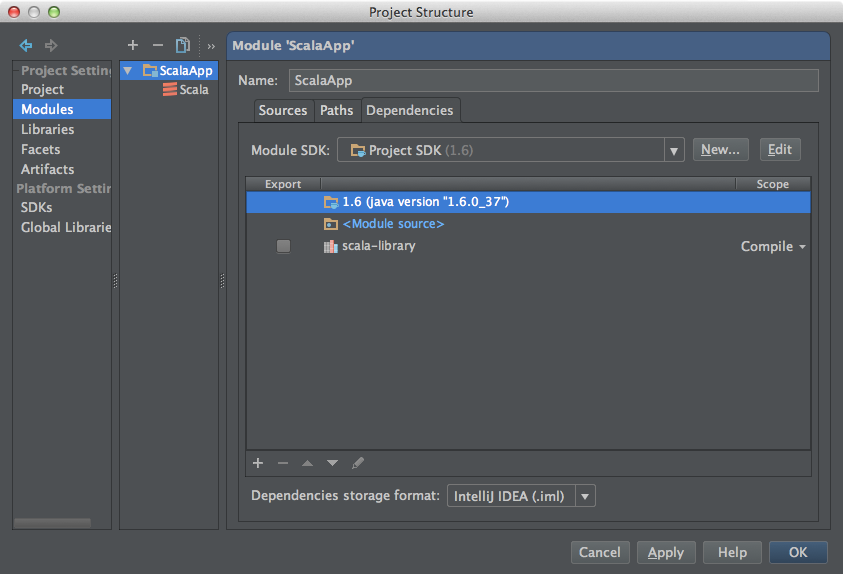 Project Structure
Project Settin
Project
Modules
Libraries
Facets
Artifacts
Platform Settin
SDKs
Global Librarie
»
ScalaApp
Scala
Module 'ScalaApp'
Name: ScalaApp
Sources Paths Dependencies
Module SDK: Project SDK (1.6) New... Edit
Export Scope
1.6 (java version "1.6.0_37")
<Module source>
scala-library Compile
Dependencies storage format: IntelliJ IDEA (.iml)
Cancel Apply Help OK